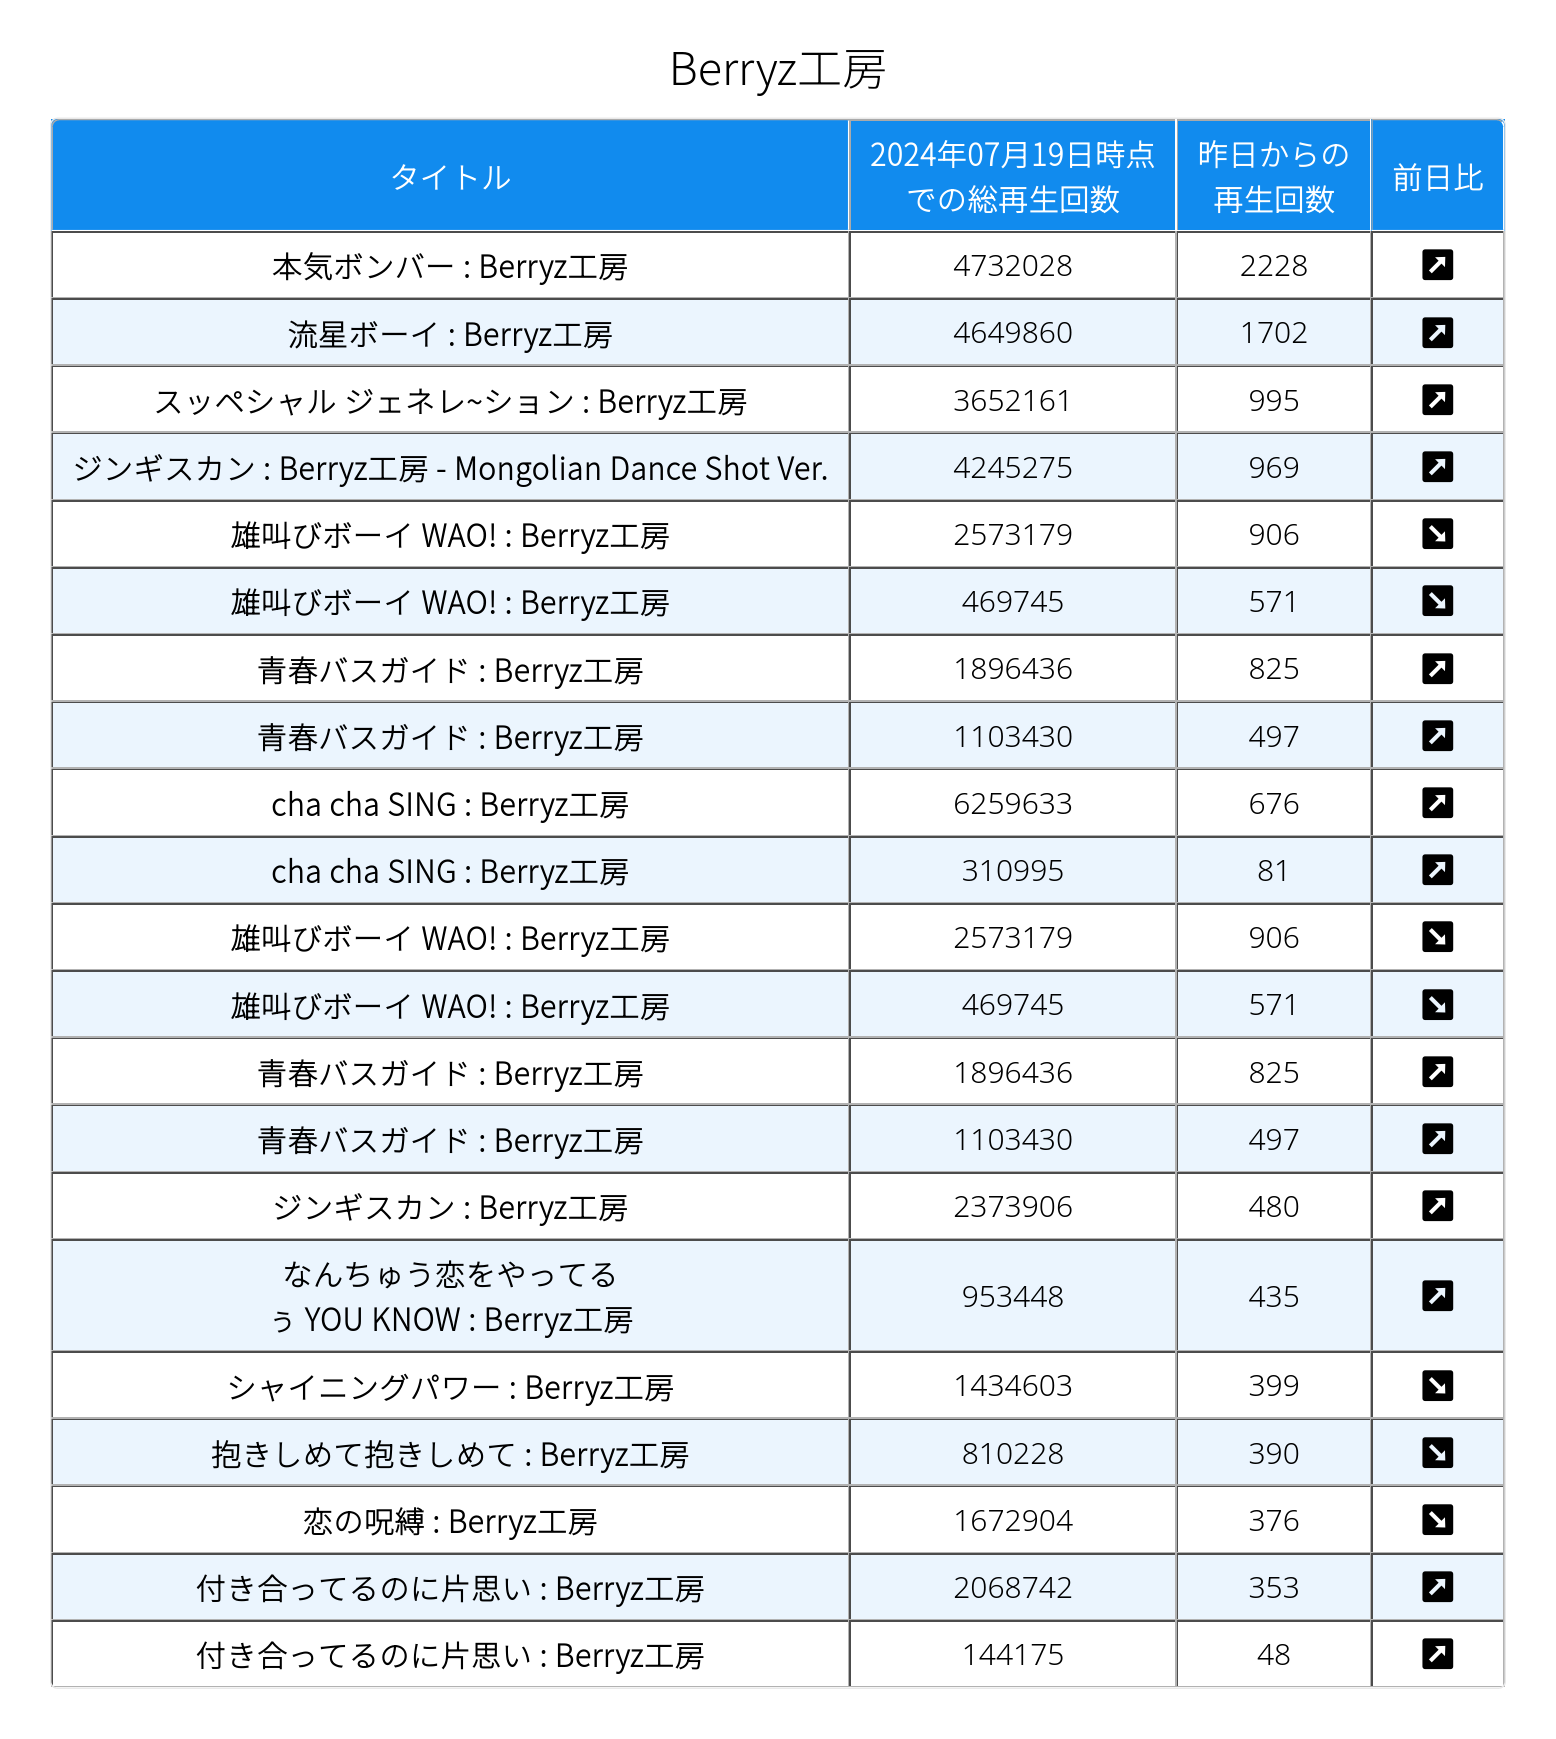 Berryz工房
タイトル 2024年07月19日時点 昨日からの 前日比
での総再生回数 再生回数
本気ボンバー : Berryz工房 4732028 2228 ↗
流星ボーイ : Berryz工房 4649860 1702 ↗
スッペシャル ジェネレ~ション : Berryz工房 3652161 995 ↗
ジンギスカン : Berryz工房 - Mongolian Dance Shot Ver. 4245275 969 ↗
雄叫びボーイ WAO! : Berryz工房 2573179 906 ↘
雄叫びボーイ WAO! : Berryz工房 469745 571 ↘
青春バスガイド : Berryz工房 1896436 825 ↗
青春バスガイド : Berryz工房 1103430 497 ↗
cha cha SING : Berryz工房 6259633 676 ↗
cha cha SING : Berryz工房 310995 81 ↗
雄叫びボーイ WAO! : Berryz工房 2573179 906 ↘
雄叫びボーイ WAO! : Berryz工房 469745 571 ↘
青春バスガイド : Berryz工房 1896436 825 ↗
青春バスガイド : Berryz工房 1103430 497 ↗
ジンギスカン : Berryz工房 2373906 480 ↗
なんちゅう恋をやってる
ぅ YOU KNOW : Berryz工房 953448 435 ↗
シャイニングパワー : Berryz工房 1434603 399 ↘
抱きしめて抱きしめて : Berryz工房 810228 390 ↘
恋の呪縛 : Berryz工房 1672904 376 ↘
付き合ってるのに片思い : Berryz工房 2068742 353 ↗
付き合ってるのに片思い : Berryz工房 144175 48 ↗